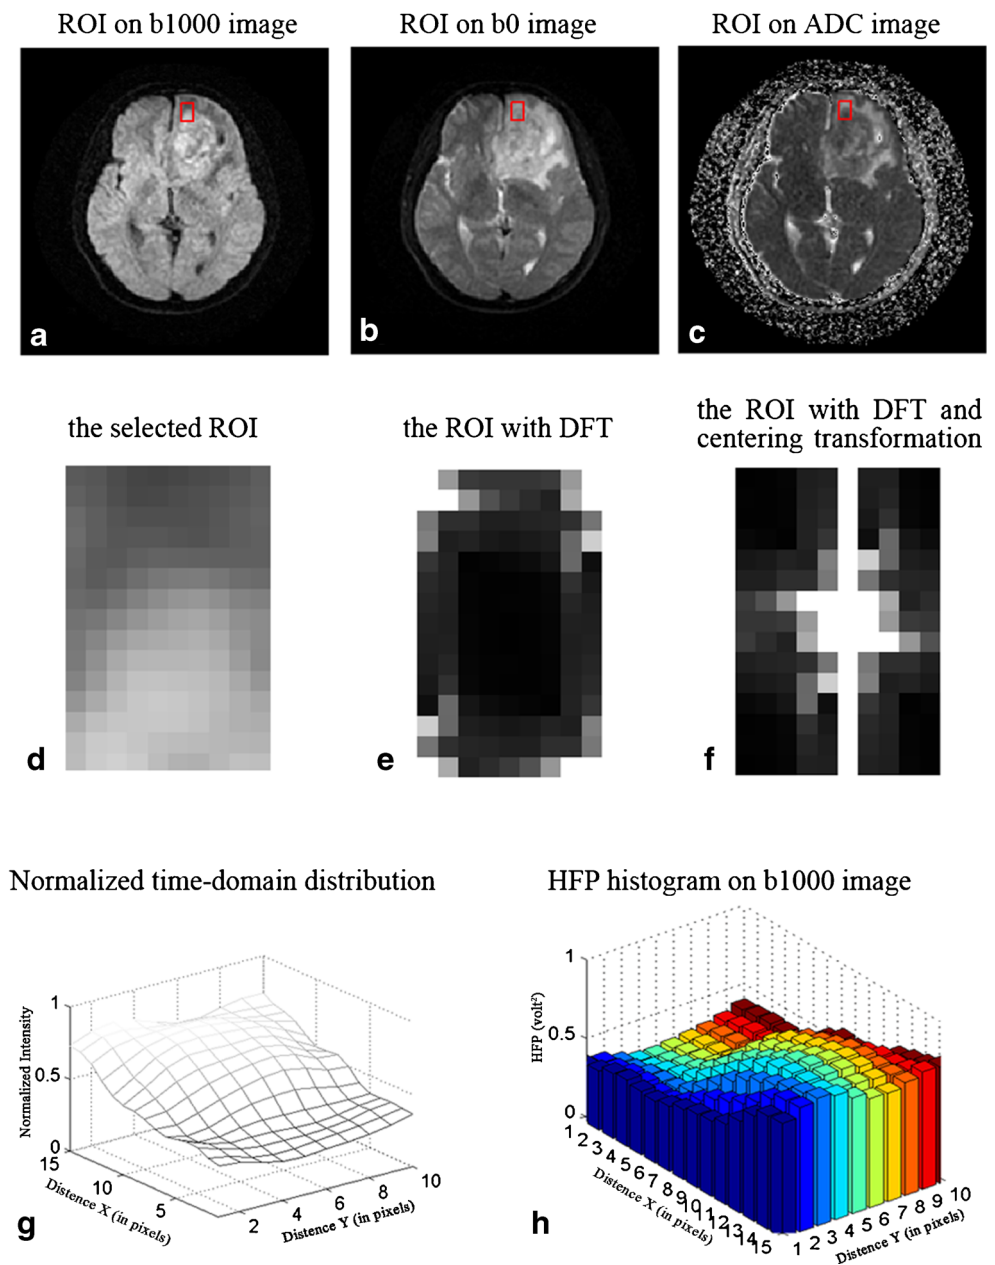 ROI on b1000 image
ROI on b0 image
ROI on ADC image
a
b
c
the selected ROI
the ROI with DFT
the ROI with DFT and
centering transformation
d
e
f
Normalized time-domain distribution
HFP histogram on b1000 image
Normalized Intensity
1
0.5
0
15
10
5
Distence X (in pixels)
2
4
6
8
10
Distence Y (in pixels)
g
HFP (volt²)
1
0.5
0
1 2 3 4 5 6 7 8 9 10 11 12 13 14 15
Distence X (in pixels)
1 2 3 4 5 6 7 8 9 10
Distence Y (in pixels)
h